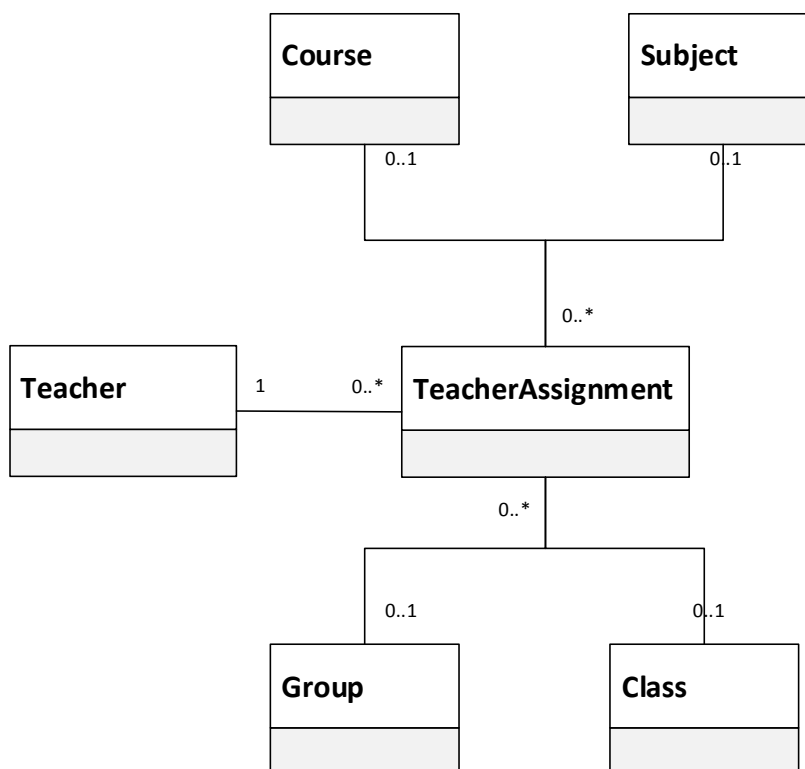 Course
Subject
0..1
0..1
0..*
Teacher
1
0..*
TeacherAssignment
0..*
0..1
0..1
Group
Class